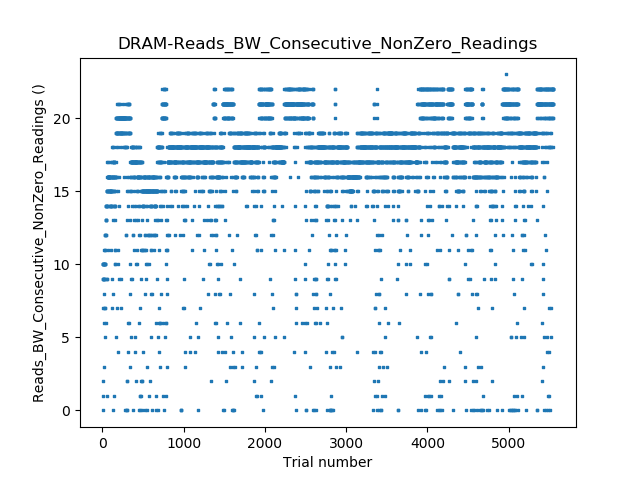 DRAM-Reads_BW_Consecutive_NonZero_Readings
Reads_BW_Consecutive_NonZero_Readings ()
20
15
10
5
0
0 1000 2000 3000 4000 5000
Trial number